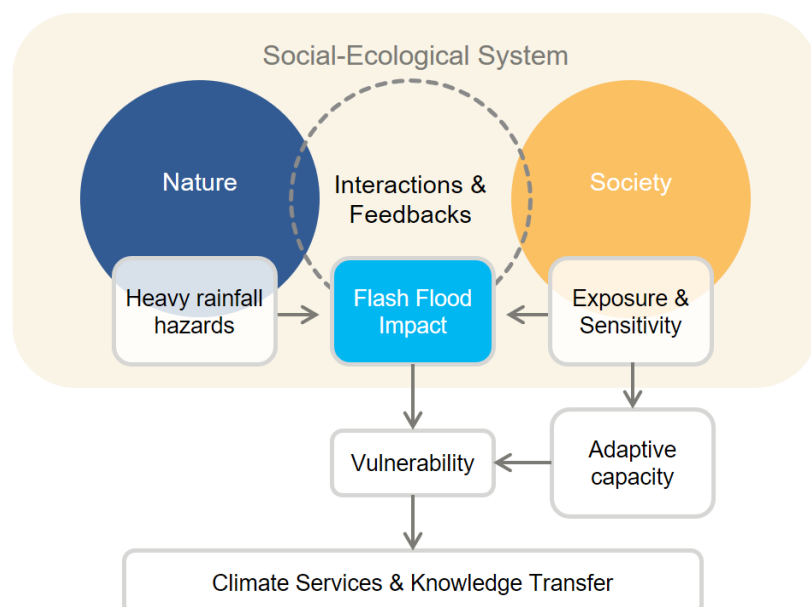 Social-Ecological System
Nature
Interactions &
Feedbacks
Society
Heavy rainfall
hazards
Flash Flood
Impact
Exposure &
Sensitivity
Vulnerability
Adaptive
capacity
Climate Services & Knowledge Transfer